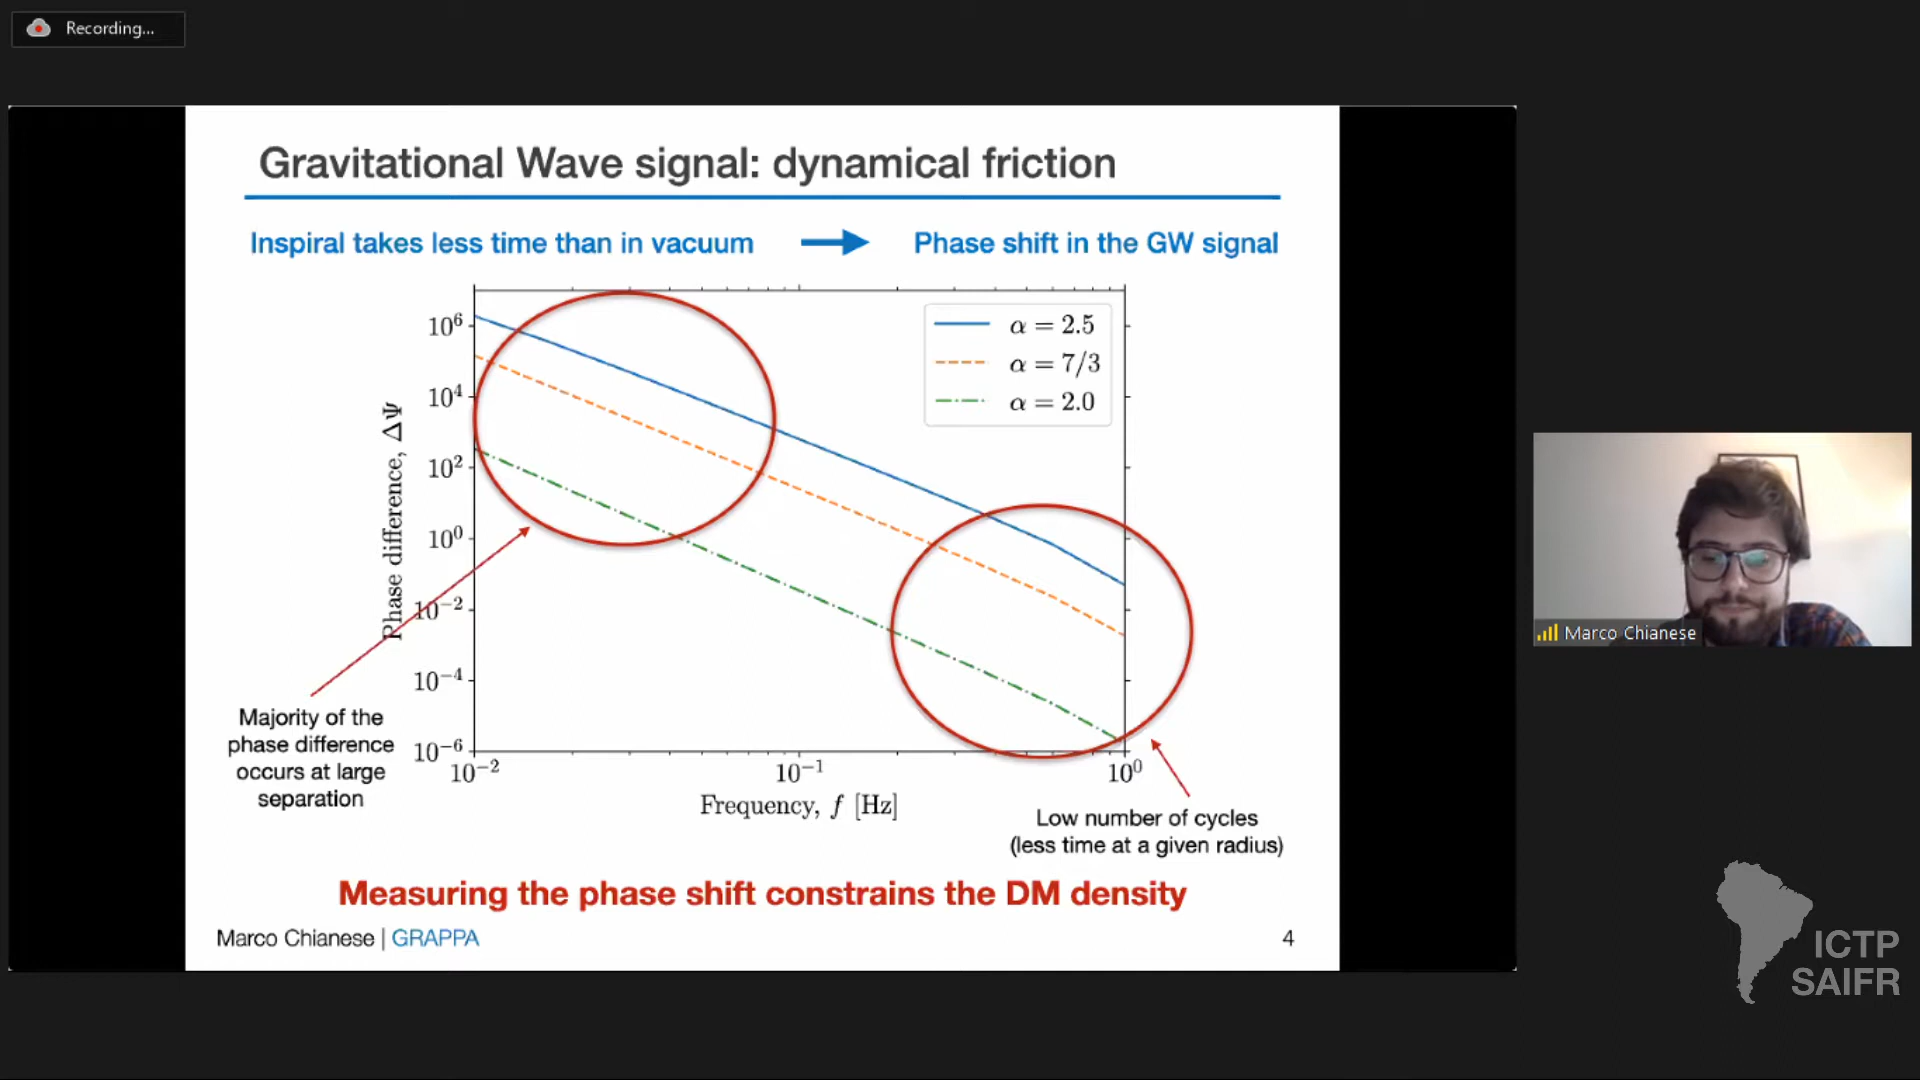 Recording...
Gravitational Wave signal: dynamical friction
Inspiral takes less time than in vacuum
Phase shift in the GW signal
Phase difference, ΔΨ
10^6
10^4
10^2
10^0
10^-2
10^-4
10^-6
α = 2.5
α = 7/3
α = 2.0
10^-2
10^-1
10^0
Frequency, f [Hz]
Majority of the
phase difference
occurs at large
separation
Low number of cycles
(less time at a given radius)
Measuring the phase shift constrains the DM density
Marco Chianese | GRAPPA
4
Marco Chianese
ICTP
SAIFR